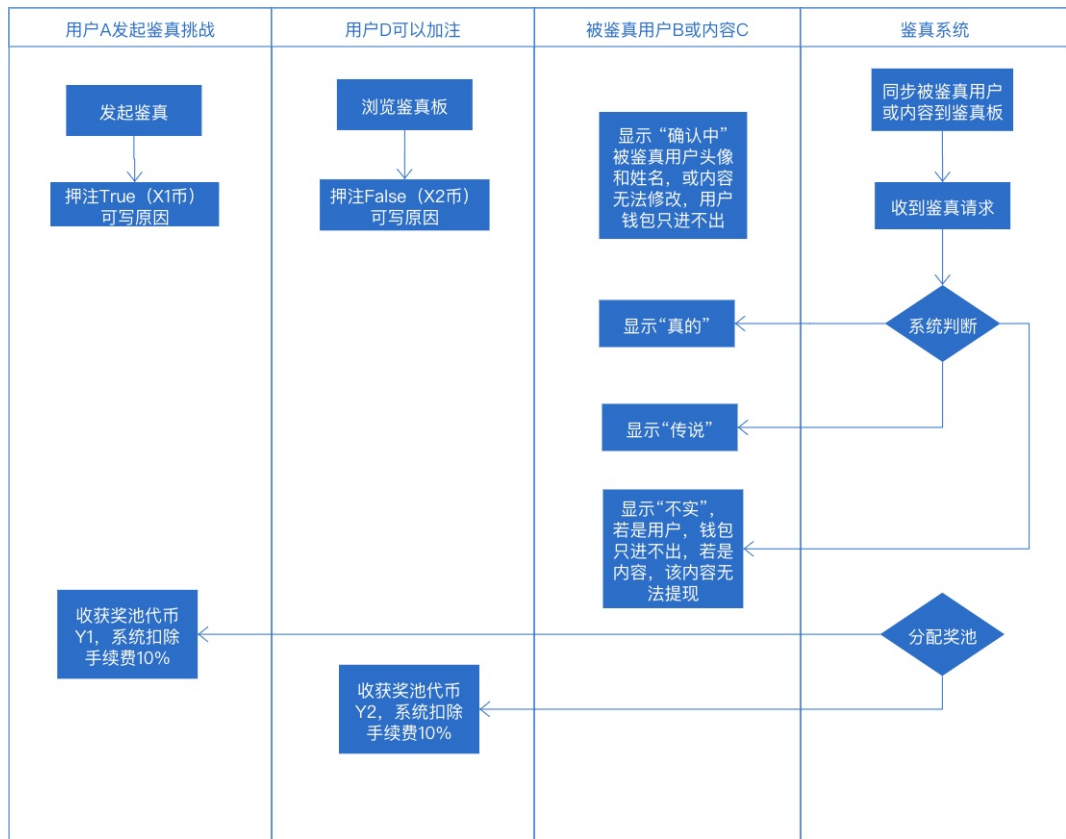 用户A发起鉴真挑战
用户D可以加注
被鉴真用户B或内容C
鉴真系统
发起鉴真
浏览鉴真板
同步被鉴真用户
或内容到鉴真板
显示“确认中”
被鉴真用户头像
和姓名，或内容
无法修改，用户
钱包只进不出
押注True（X1币）
可写原因
押注False（X2币）
可写原因
收到鉴真请求
显示“真的”
系统判断
显示“传说”
显示“不实”，
若是用户，钱包
只进不出，若是
内容，该内容无
法提现
收获奖池代币
Y1，系统扣除
手续费10%
分配奖池
收获奖池代币
Y2，系统扣除
手续费10%